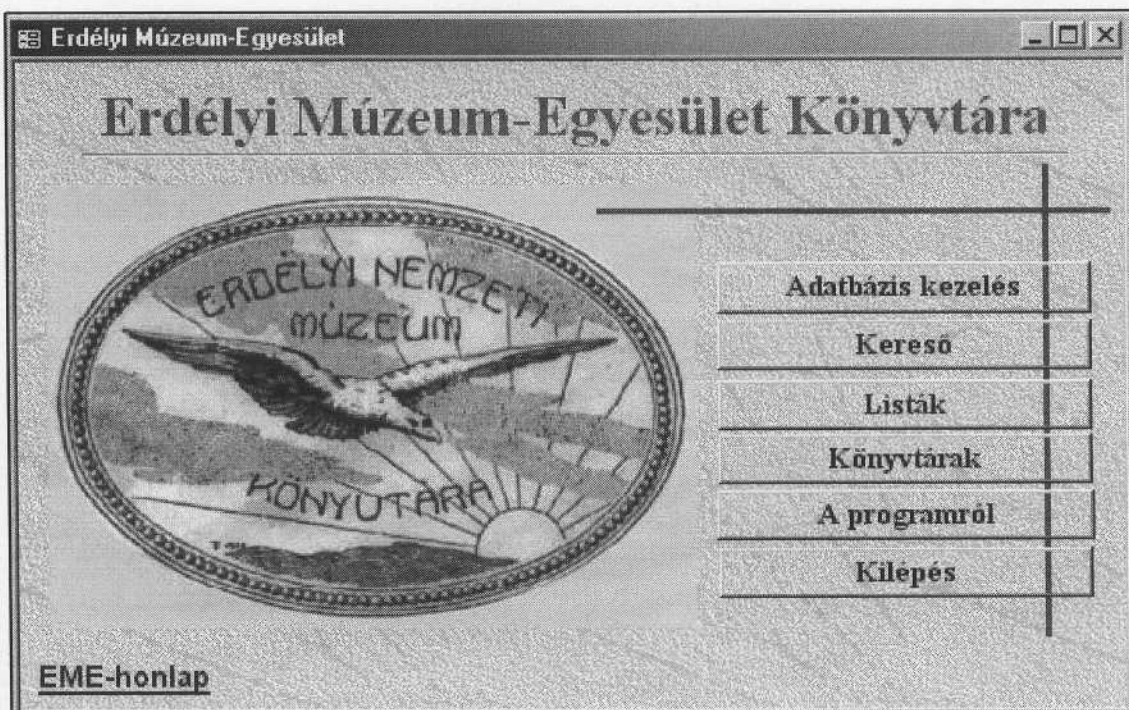 Erdélyi Múzeum-Egyesület
Erdélyi Múzeum-Egyesület Könyvtára
ERDÉLYI NEMZETI
MÚZEUM
KÖNYUTÁRA
Adatbázis kezelés
Kereső
Listák
Könyvtárak
A programról
Kilépés
EME-honlap